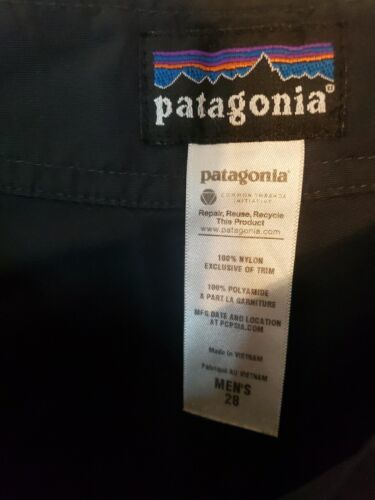 patagonia®
patagonia®
COMMON THREADS
INITIATIVE
Repair, Reuse, Recycle
This Product
www.patagonia.com
100% NYLON
EXCLUSIVE OF TRIM
100% POLYAMIDE
A PART LA GARNITURE
MFG DATE AND LOCATION
AT PCPSIA.COM
Made in VIETNAM
Fabriqué AU VIETNAM
MEN'S
28